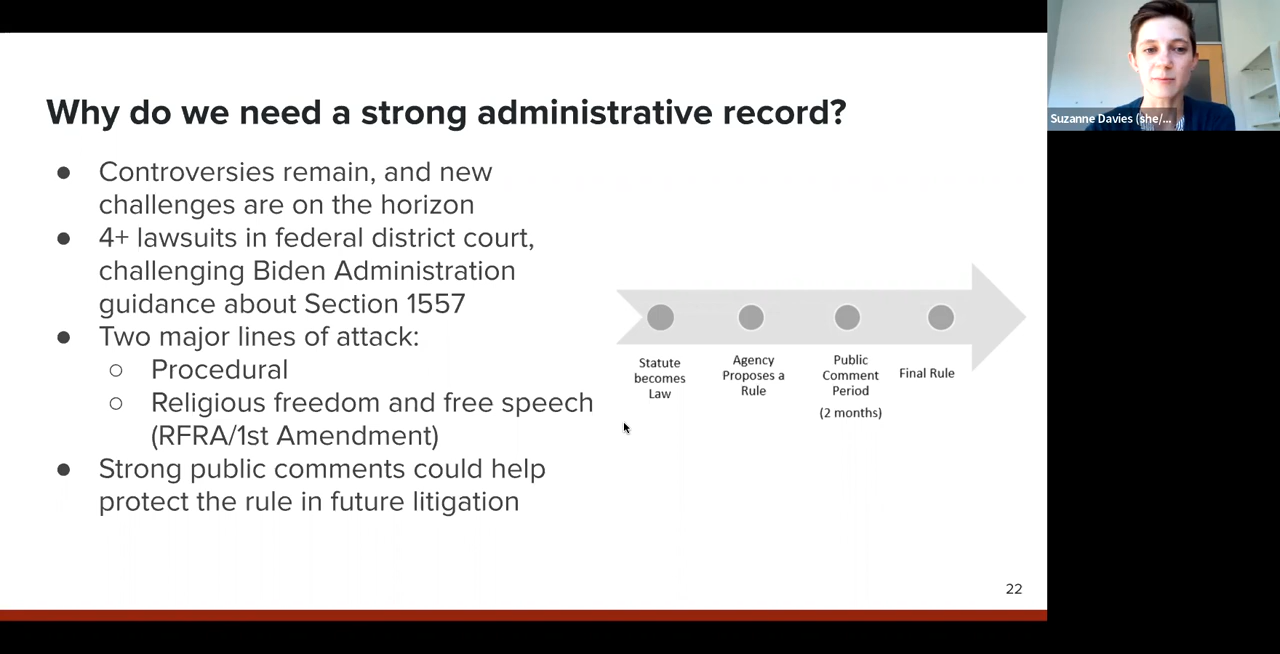 Why do we need a strong administrative record?
● Controversies remain, and new
challenges are on the horizon
● 4+ lawsuits in federal district court,
challenging Biden Administration
guidance about Section 1557
● Two major lines of attack:
○ Procedural
○ Religious freedom and free speech
(RFRA/1st Amendment)
● Strong public comments could help
protect the rule in future litigation
Statute
becomes
Law
Agency
Proposes a
Rule
Public
Comment
Period
(2 months)
Final Rule
22
Suzanne Davies (she/...